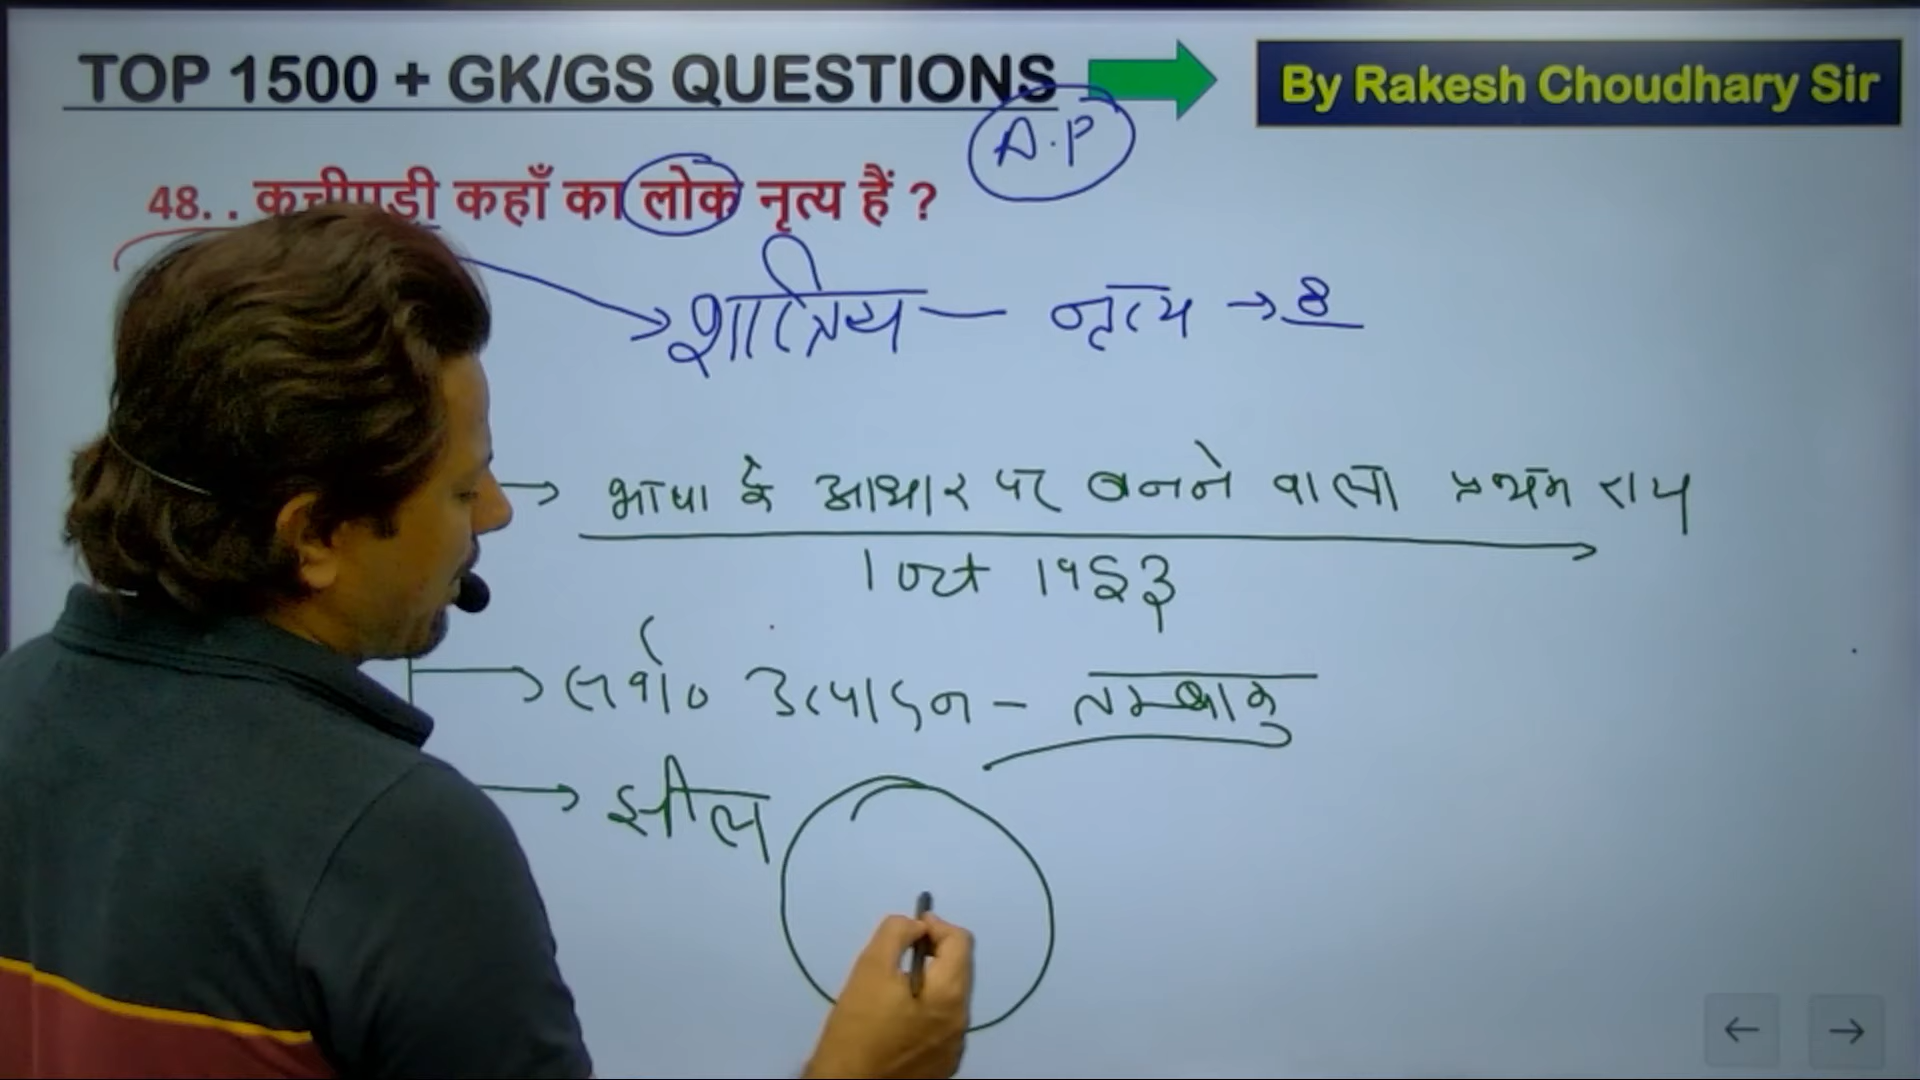 TOP 1500 + GK/GS QUESTIONS
By Rakesh Choudhary Sir
A.P
48. . कुचीपुड़ी कहाँ का लोक नृत्य हैं ?
शात्रिय — नृत्य → 8
→ भाषा के आधार पर बनने वाला प्रथम राज्य
1 oct 1953
→ सर्वा० उत्पादन - तम्बाकु
→ झील